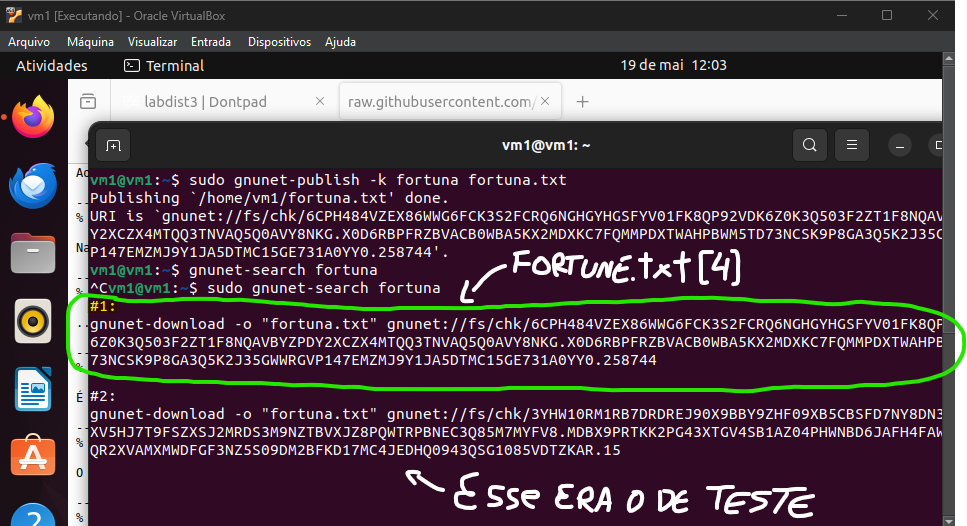 vm1 [Executando] - Oracle VirtualBox
Arquivo Máquina Visualizar Entrada Dispositivos Ajuda
Atividades Terminal 19 de mai 12:03
labdist3 | Dontpad × raw.githubusercontent.com/ × +
vm1@vm1: ~
vm1@vm1:~$ sudo gnunet-publish -k fortuna fortuna.txt
Publishing `/home/vm1/fortuna.txt' done.
URI is `gnunet://fs/chk/6CPH484VZEX86WWG6FCK3S2FCRQ6NGHGYHGSFYV01FK8QP92VDK6Z0K3Q503F2ZT1F8NQAV
Y2XCZX4MTQQ3TNVAQ5Q0AVY8NKG.X0D6RBPFRZBVACB0WBA5KX2MDXKC7FQMMPDXTWAHPBWM5TD73NCSK9P8GA3Q5K2J35G
P147EMZMJ9Y1JA5DTMC15GE731A0YY0.258744'.
vm1@vm1:~$ gnunet-search fortuna
^Cvm1@vm1:~$ sudo gnunet-search fortuna
FORTUNE.txt [4]
#1:
gnunet-download -o "fortuna.txt" gnunet://fs/chk/6CPH484VZEX86WWG6FCK3S2FCRQ6NGHGYHGSFYV01FK8QP
6Z0K3Q503F2ZT1F8NQAVBYZPDY2XCZX4MTQQ3TNVAQ5Q0AVY8NKG.X0D6RBPFRZBVACB0WBA5KX2MDXKC7FQMMPDXTWAHPB
73NCSK9P8GA3Q5K2J35GWWRGVP147EMZMJ9Y1JA5DTMC15GE731A0YY0.258744
#2:
gnunet-download -o "fortuna.txt" gnunet://fs/chk/3YHW10RM1RB7DRDREJ90X9BBY9ZHF09XB5CBSFD7NY8DN3
XV5HJ7T9FSZXSJ2MRDS3M9NZTBVXJZ8PQWTRPBNEC3Q85M7MYFV8.MDBX9PRTKK2PG43XTGV4SB1AZ04PHWNBD6JAFH4FAW
QR2XVAMXMWDFGF3NZ5S09DM2BFKD17MC4JEDHQ0943QSG1085VDTZKAR.15
ESSE ERA O DE TESTE